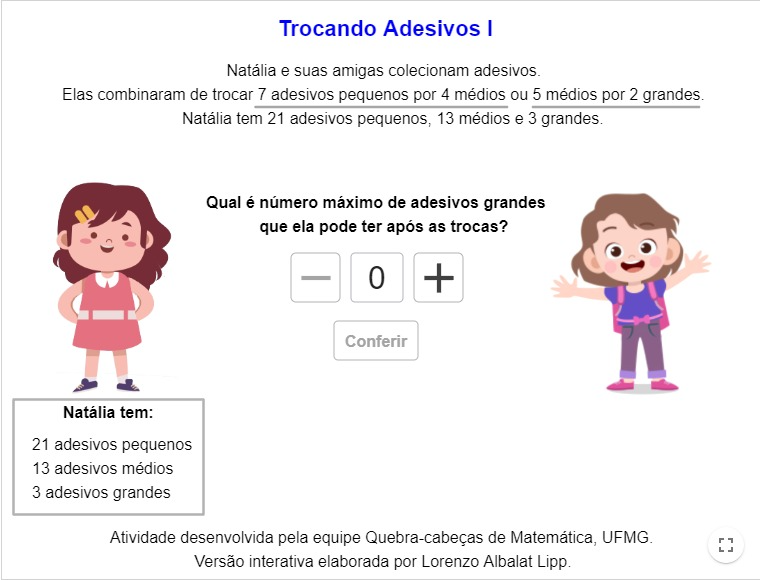 Trocando Adesivos I
Natália e suas amigas colecionam adesivos.
Elas combinaram de trocar 7 adesivos pequenos por 4 médios ou 5 médios por 2 grandes.
Natália tem 21 adesivos pequenos, 13 médios e 3 grandes.
Qual é número máximo de adesivos grandes
que ela pode ter após as trocas?
— 0 +
Conferir
Natália tem:
21 adesivos pequenos
13 adesivos médios
3 adesivos grandes
Atividade desenvolvida pela equipe Quebra-cabeças de Matemática, UFMG.
Versão interativa elaborada por Lorenzo Albalat Lipp.